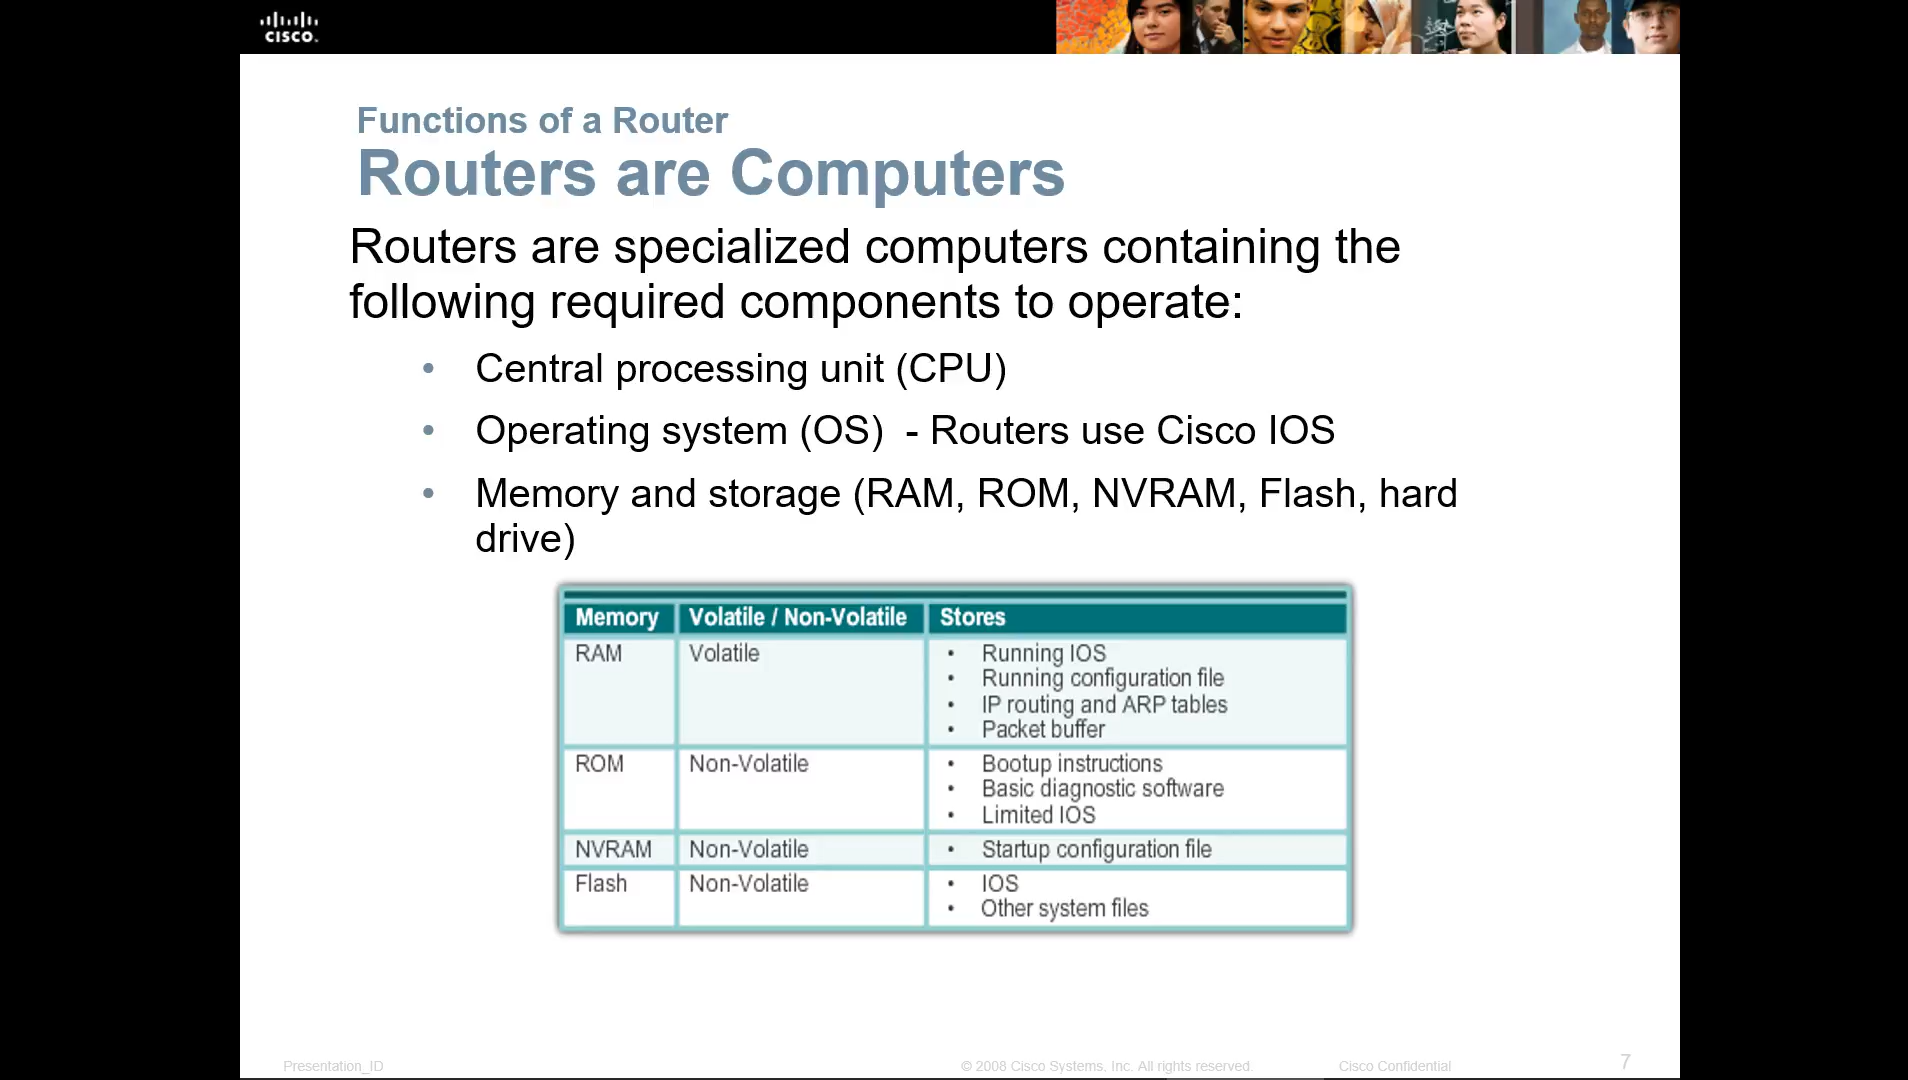 CISCO.
Functions of a Router
Routers are Computers
Routers are specialized computers containing the
following required components to operate:
• Central processing unit (CPU)
• Operating system (OS) - Routers use Cisco IOS
• Memory and storage (RAM, ROM, NVRAM, Flash, hard
drive)
Memory Volatile / Non-Volatile Stores
RAM Volatile • Running IOS
• Running configuration file
• IP routing and ARP tables
• Packet buffer
ROM Non-Volatile • Bootup instructions
• Basic diagnostic software
• Limited IOS
NVRAM Non-Volatile • Startup configuration file
Flash Non-Volatile • IOS
• Other system files
Presentation_ID © 2008 Cisco Systems, Inc. All rights reserved. Cisco Confidential 7